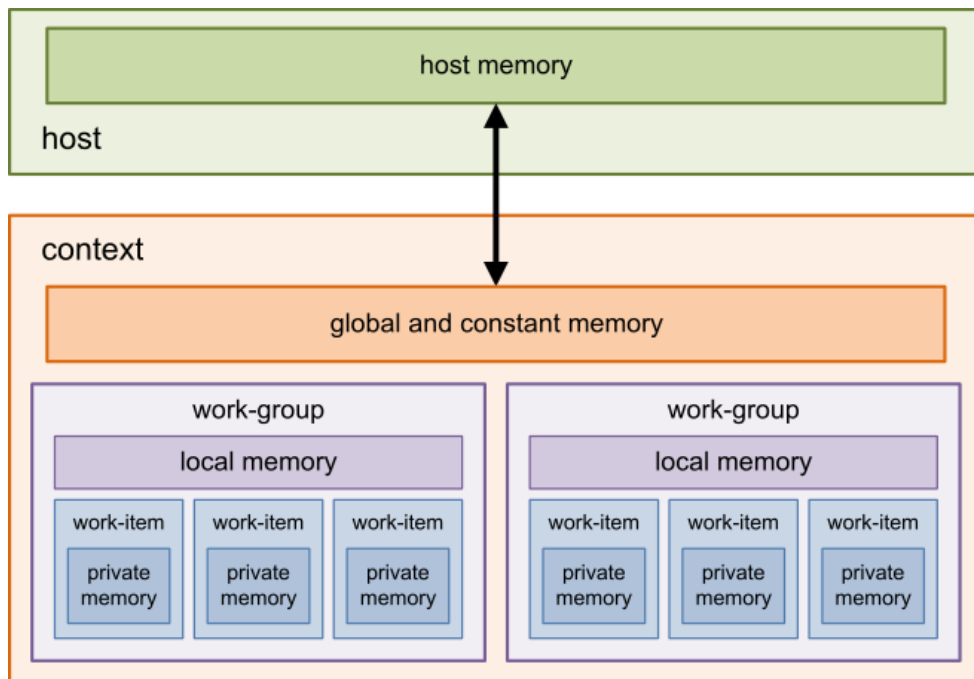 host memory
host
context
global and constant memory
work-group
local memory
work-item
private
memory
work-item
private
memory
work-item
private
memory
work-group
local memory
work-item
private
memory
work-item
private
memory
work-item
private
memory